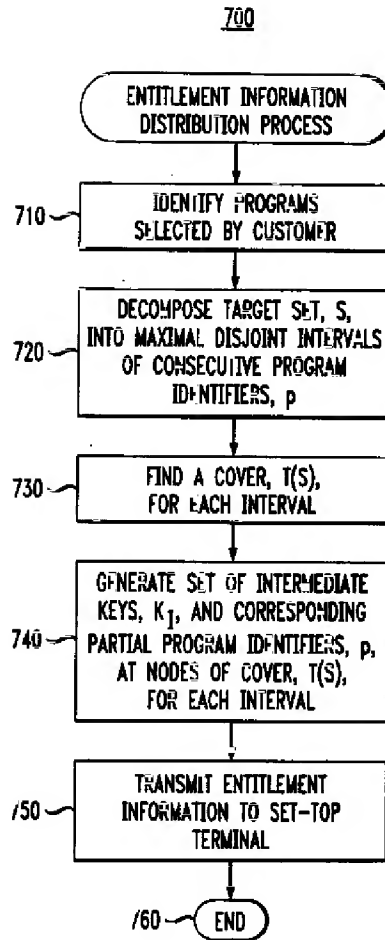 700
ENTITLEMENT INFORMATION
DISTRIBUTION PROCESS
710
IDENTIFY PROGRAMS
SELECTED BY CUSTOMER
720
DECOMPOSE TARGET SET, S,
INTO MAXIMAL DISJOINT INTERVALS
OF CONSECUTIVE PROGRAM
IDENTIFIERS, p
730
FIND A COVER, T(S),
FOR EACH INTERVAL
740
GENERATE SET OF INTERMEDIATE
KEYS, K_I, AND CORRESPONDING
PARTIAL PROGRAM IDENTIFIERS, p,
AT NODES OF COVER, T(S),
FOR EACH INTERVAL
750
TRANSMIT ENTITLEMENT
INFORMATION TO SET-TOP
TERMINAL
760
END